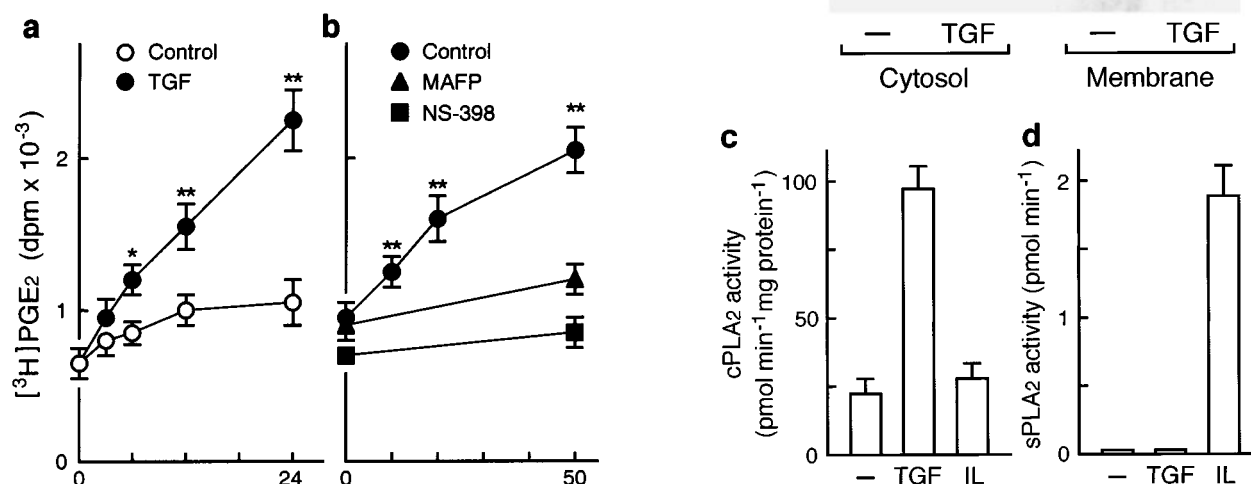 a
Control
TGF
[³H]PGE₂ (dpm x 10⁻³)
2
1
0
* ** **
0 24
b
Control
MAFP
NS-398
** ** **
0 50
— TGF
Cytosol
— TGF
Membrane
c
cPLA₂ activity
(pmol min⁻¹ mg protein⁻¹)
100
50
0
— TGF IL
d
sPLA₂ activity (pmol min⁻¹)
2
1
0
— TGF IL